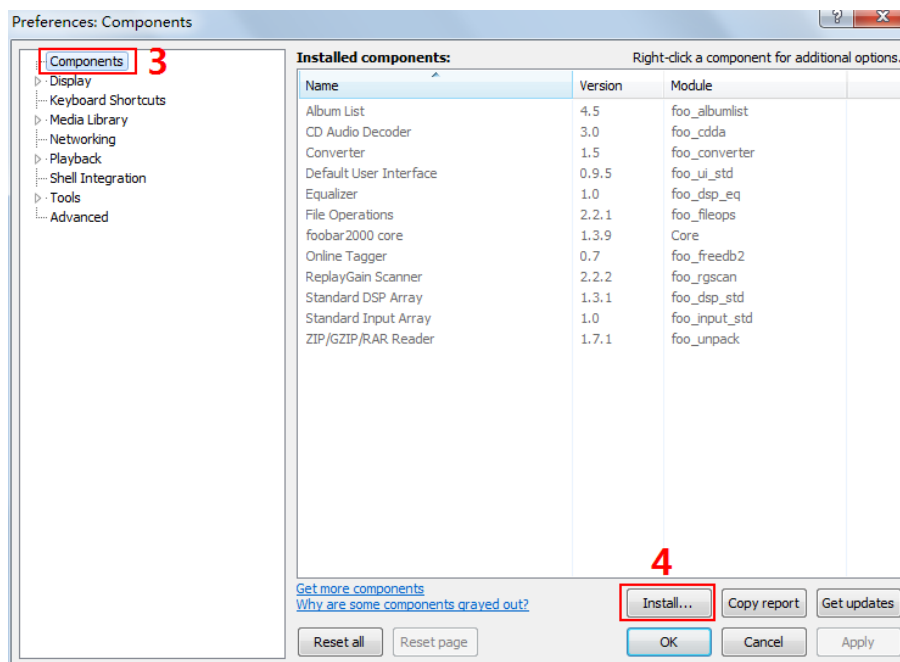 Preferences: Components
? X
Components 3
Display
Keyboard Shortcuts
Media Library
Networking
Playback
Shell Integration
Tools
Advanced
Installed components: Right-click a component for additional options.
Name Version Module
Album List 4.5 foo_albumlist
CD Audio Decoder 3.0 foo_cdda
Converter 1.5 foo_converter
Default User Interface 0.9.5 foo_ui_std
Equalizer 1.0 foo_dsp_eq
File Operations 2.2.1 foo_fileops
foobar2000 core 1.3.9 Core
Online Tagger 0.7 foo_freedb2
ReplayGain Scanner 2.2.2 foo_rgscan
Standard DSP Array 1.3.1 foo_dsp_std
Standard Input Array 1.0 foo_input_std
ZIP/GZIP/RAR Reader 1.7.1 foo_unpack
4
Get more components
Why are some components grayed out?
Install... Copy report Get updates
Reset all Reset page OK Cancel Apply